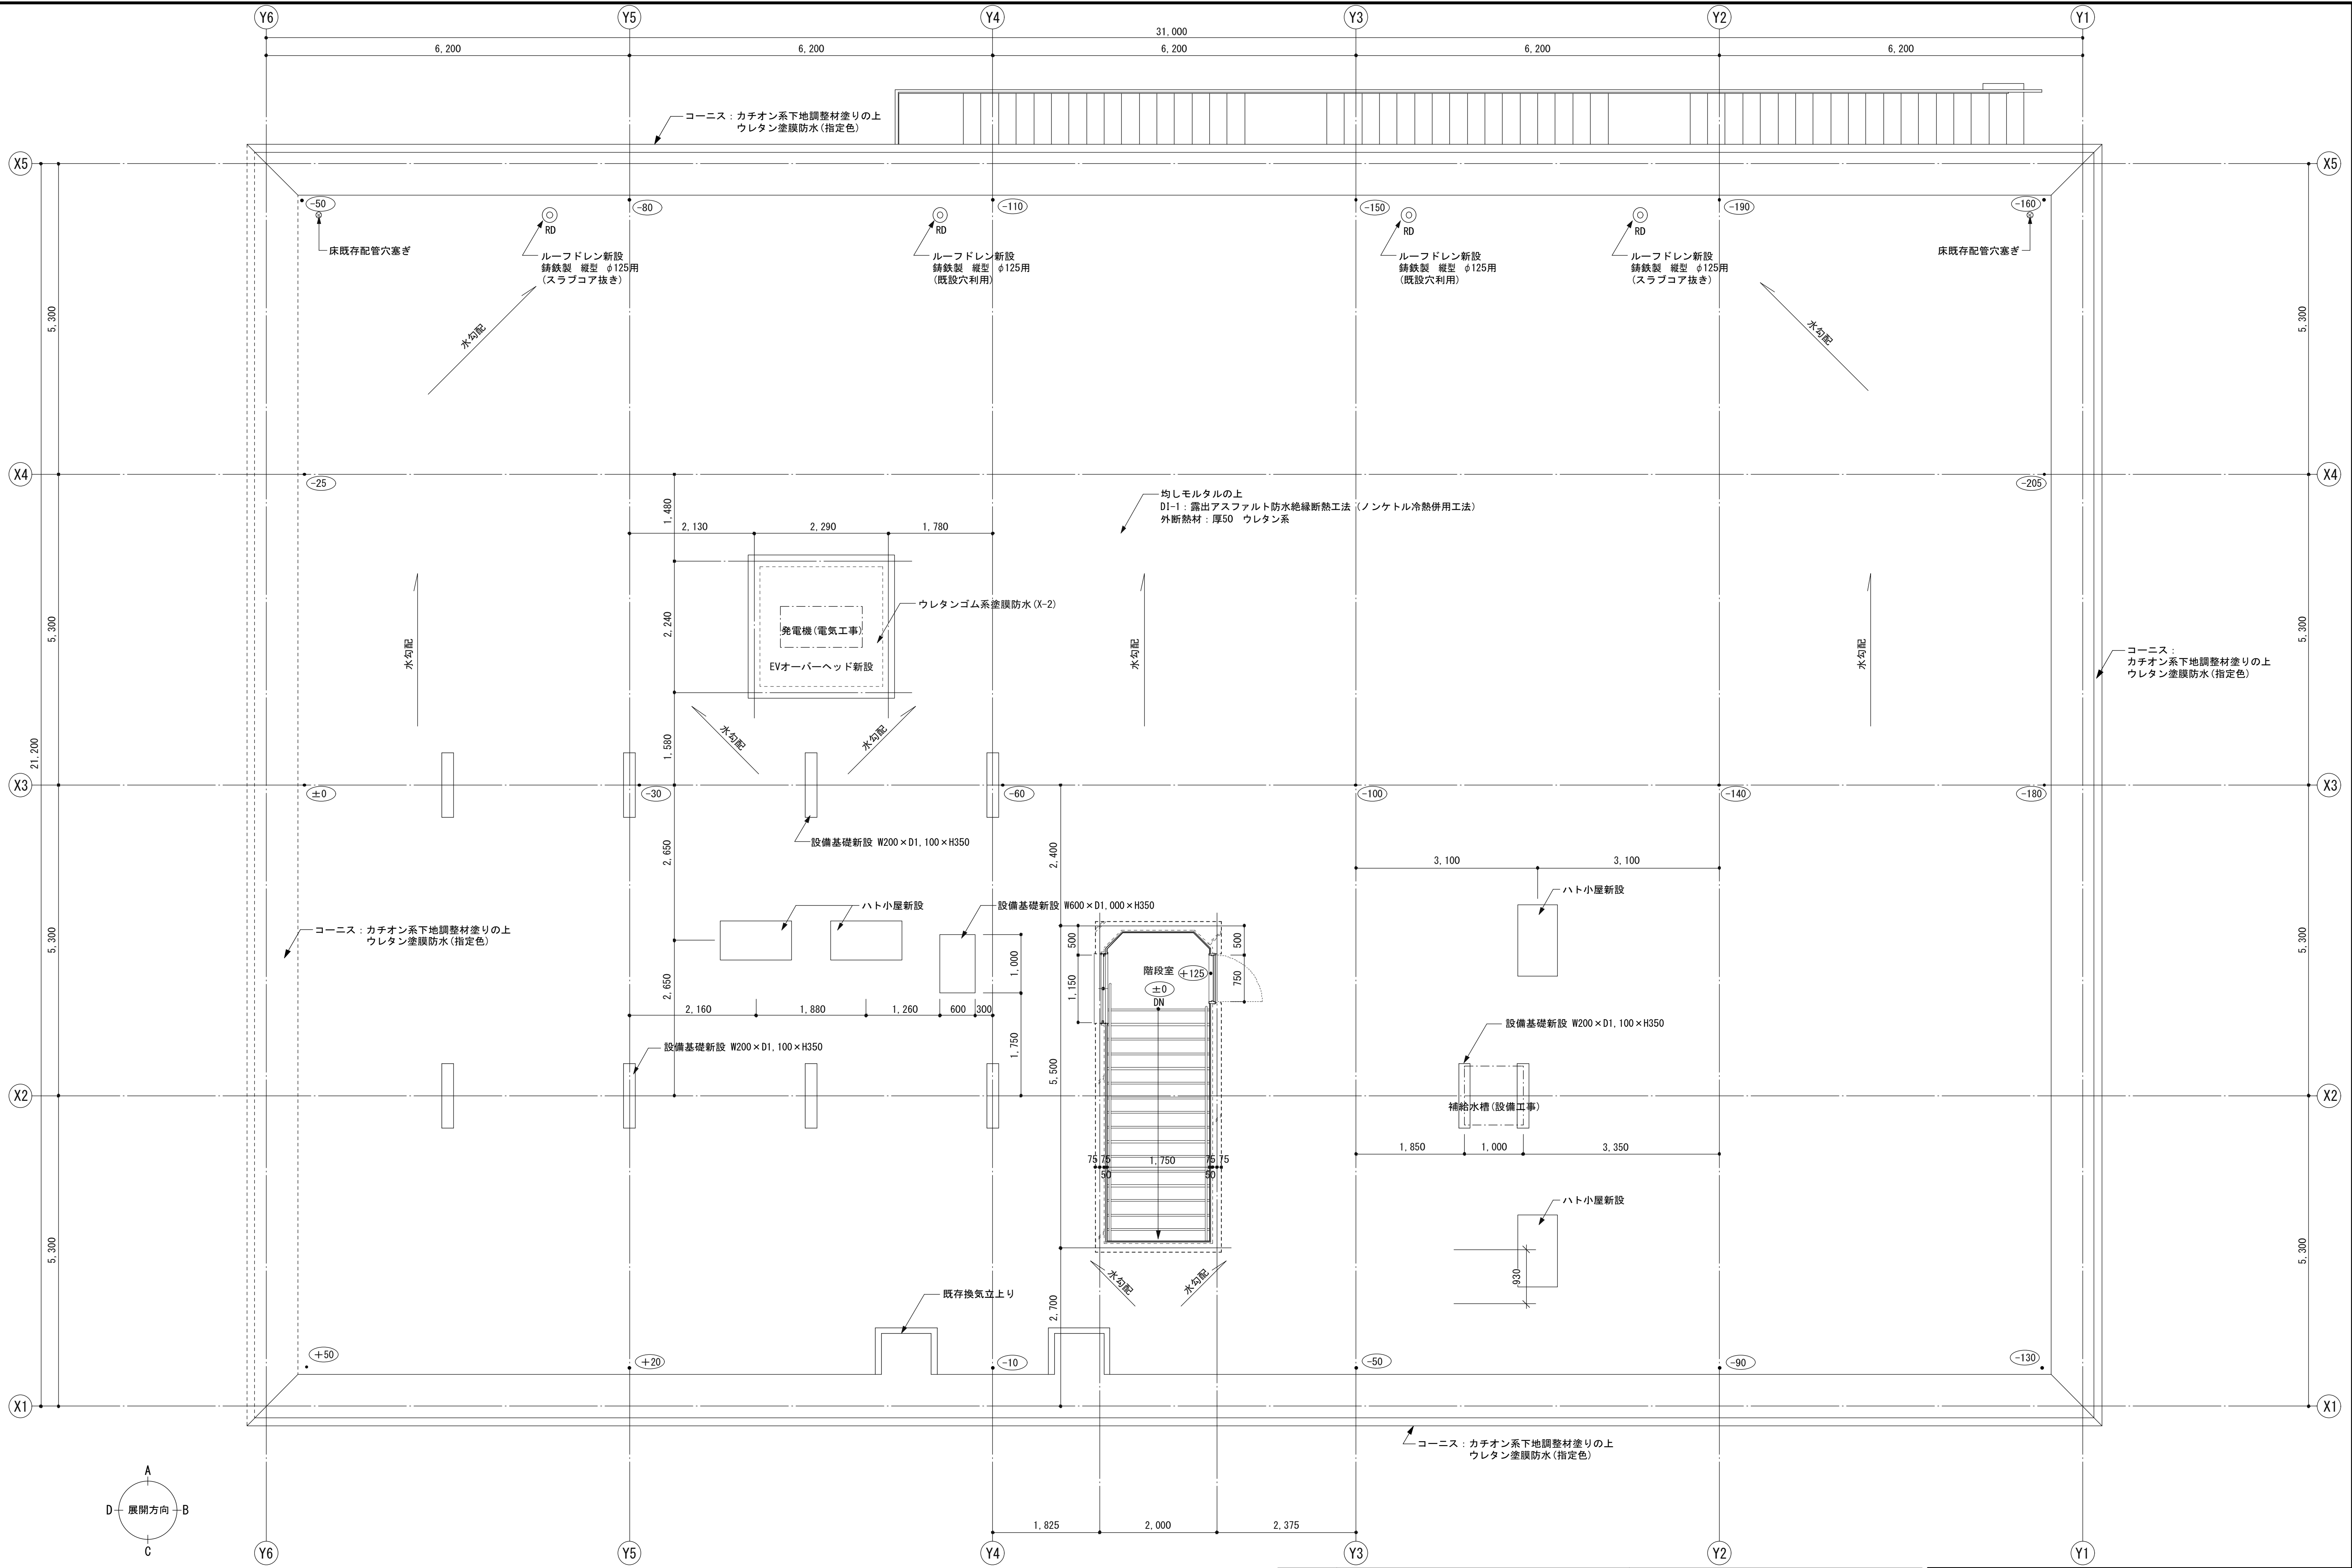 Y6
Y5
Y4
Y3
Y2
Y1
31,000
6,200
6,200
6,200
6,200
6,200
コーニス：カチオン系下地調整材塗りの上
ウレタン塗膜防水(指定色)
X5
X5
-50
-80
-110
-150
-190
-160
床既存配管穴塞ぎ
RD
ルーフドレン新設
鋳鉄製 縦型 φ125用
(スラブコア抜き)
RD
ルーフドレン新設
鋳鉄製 縦型 φ125用
(既設穴利用)
RD
ルーフドレン新設
鋳鉄製 縦型 φ125用
(既設穴利用)
RD
ルーフドレン新設
鋳鉄製 縦型 φ125用
(スラブコア抜き)
床既存配管穴塞ぎ
水勾配
水勾配
5,300
5,300
X4
X4
-25
-205
均しモルタルの上
DI-1：露出アスファルト防水絶縁断熱工法 (ノンケトル冷熱併用工法)
外断熱材：厚50 ウレタン系
1,480
2,130
2,290
1,780
ウレタンゴム系塗膜防水(X-2)
2,240
発電機(電気工事)
EVオーバーヘッド新設
水勾配
水勾配
水勾配
5,300
5,300
コーニス：
カチオン系下地調整材塗りの上
ウレタン塗膜防水(指定色)
水勾配
水勾配
1,580
21,200
X3
X3
±0
-30
-60
-100
-140
-180
設備基礎新設 W200×D1,100×H350
2,650
2,400
3,100
3,100
ハト小屋新設
ハト小屋新設
設備基礎新設 W600×D1,000×H350
コーニス：カチオン系下地調整材塗りの上
ウレタン塗膜防水(指定色)
5,300
5,300
500
500
1,000
階段室
+125
±0
DN
1,150
750
2,650
2,160
1,880
1,260
600
300
1,750
設備基礎新設 W200×D1,100×H350
設備基礎新設 W200×D1,100×H350
5,500
X2
X2
補給水槽(設備工事)
1,850
1,000
3,350
75
75
50
1,750
75
75
50
ハト小屋新設
930
5,300
5,300
水勾配
水勾配
既存換気立上り
2,700
+50
+20
-10
-50
-90
-130
X1
X1
コーニス：カチオン系下地調整材塗りの上
ウレタン塗膜防水(指定色)
A
D
展開方向
B
C
1,825
2,000
2,375
Y6
Y5
Y4
Y3
Y2
Y1